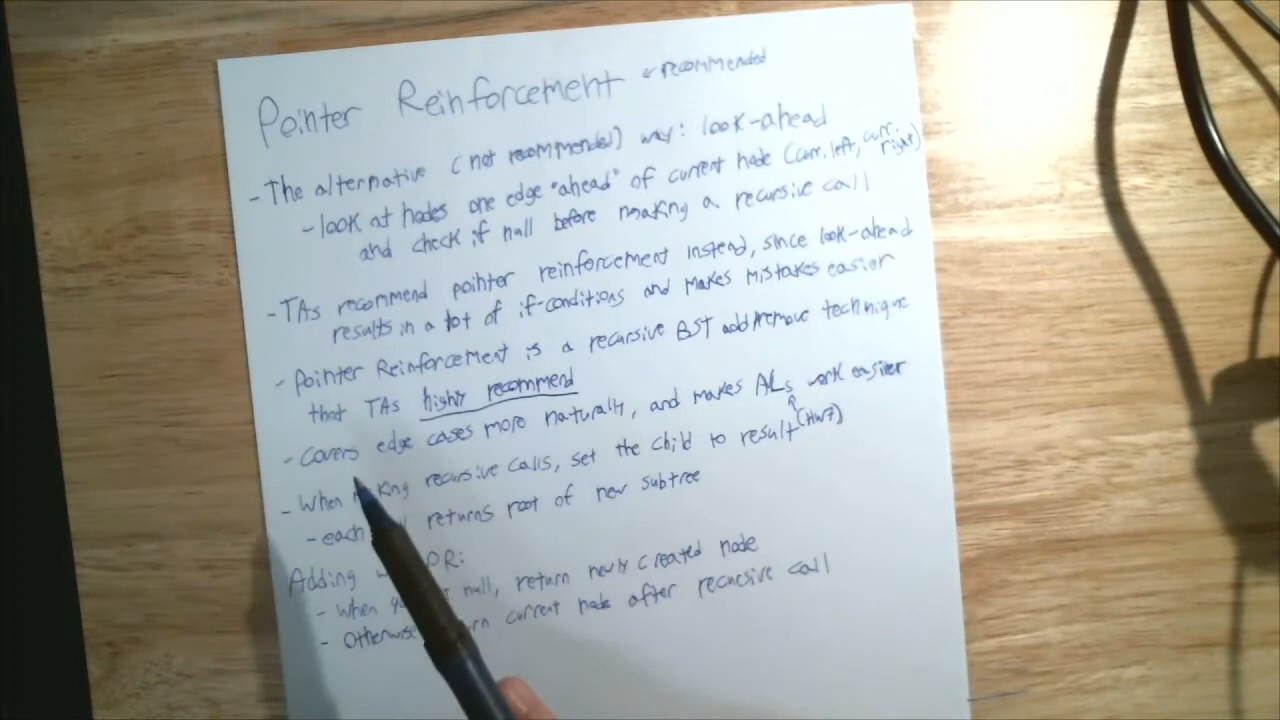 Pointer Reinforcement ← recommended
- The alternative (not recommended) way: look-ahead
- look at nodes one edge "ahead" of current node (curr.left, curr.right)
and check if null before making a recursive call
- TAs recommend pointer reinforcement instead, since look-ahead
results in a lot of if-conditions and makes mistakes easier
- Pointer Reinforcement is a recursive BST add/remove technique
that TAs highly recommend
- Covers edge cases more naturally, and makes AVLs work easier
(HW7)
- When making recursive calls, set the child to result
- each returns root of new subtree
Adding PR:
- When null, return newly created node
- Otherwise current node after recursive call